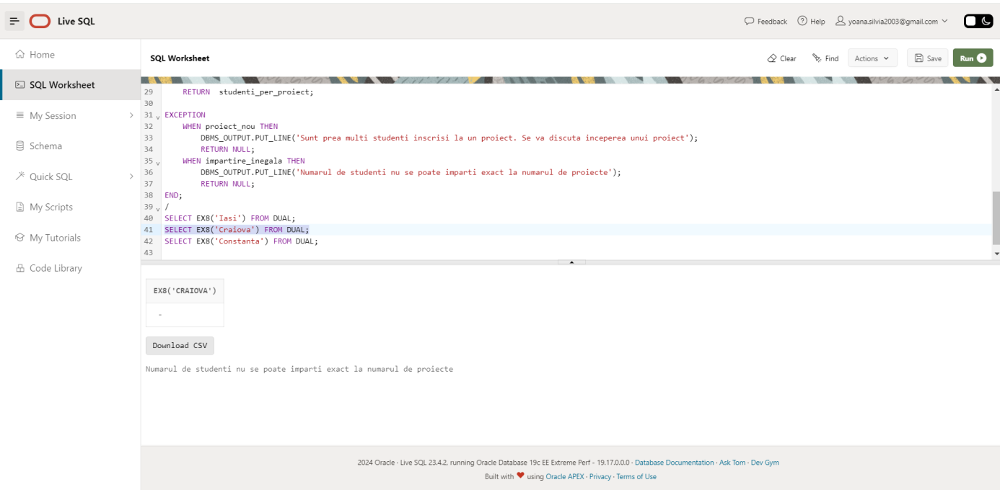 Live SQL
Feedback Help yoana.silvia2003@gmail.com
Home
SQL Worksheet
My Session
Schema
Quick SQL
My Scripts
My Tutorials
Code Library
SQL Worksheet Clear Find Actions Save Run
29 RETURN studenti_per_proiect;
30
31 EXCEPTION
32 WHEN proiect_nou THEN
33 DBMS_OUTPUT.PUT_LINE('Sunt prea multi studenti inscrisi la un proiect. Se va discuta inceperea unui proiect');
34 RETURN NULL;
35 WHEN impartire_inegala THEN
36 DBMS_OUTPUT.PUT_LINE('Numarul de studenti nu se poate imparti exact la numarul de proiecte');
37 RETURN NULL;
38 END;
39 /
40 SELECT EX8('Iasi') FROM DUAL;
41 SELECT EX8('Craiova') FROM DUAL;
42 SELECT EX8('Constanta') FROM DUAL;
43
EX8('CRAIOVA')
-
Download CSV
Numarul de studenti nu se poate imparti exact la numarul de proiecte
2024 Oracle · Live SQL 23.4.2, running Oracle Database 19c EE Extreme Perf - 19.17.0.0.0 · Database Documentation · Ask Tom · Dev Gym
Built with ❤ using Oracle APEX · Privacy · Terms of Use